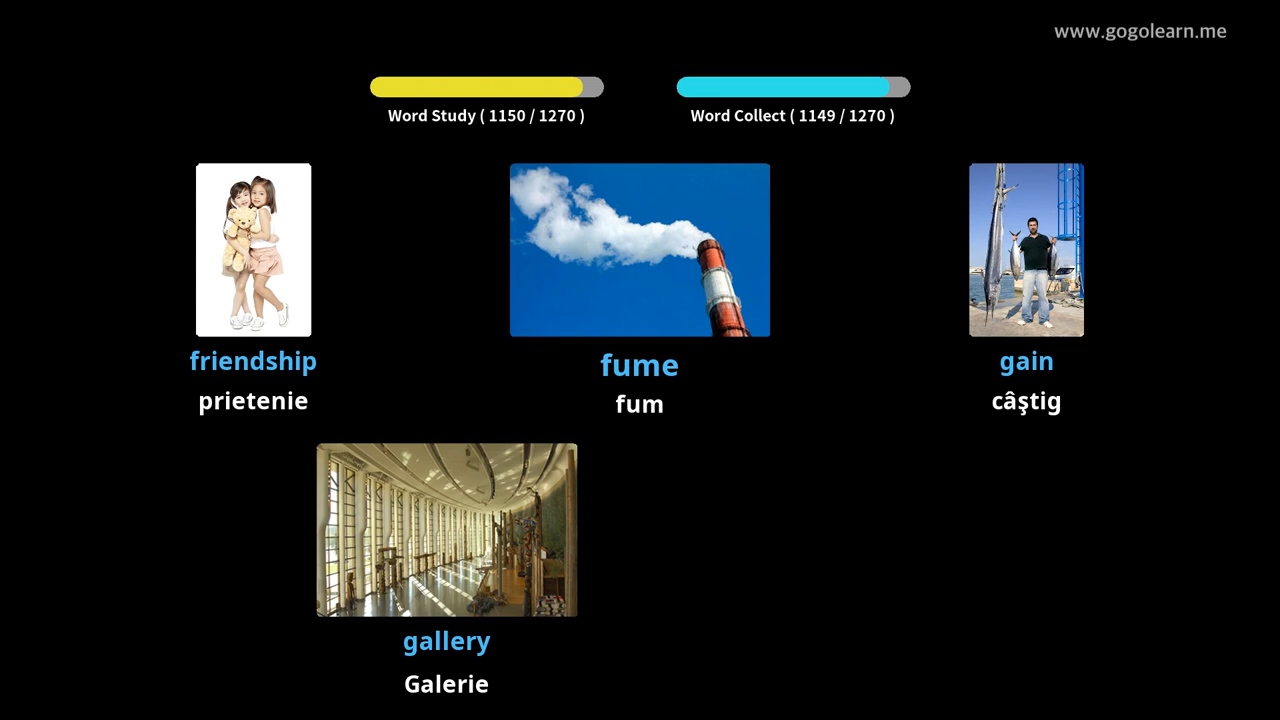 www.gogolearn.me
Word Study ( 1150 / 1270 )
Word Collect ( 1149 / 1270 )
friendship
prietenie
fume
fum
gain
câştig
gallery
Galerie